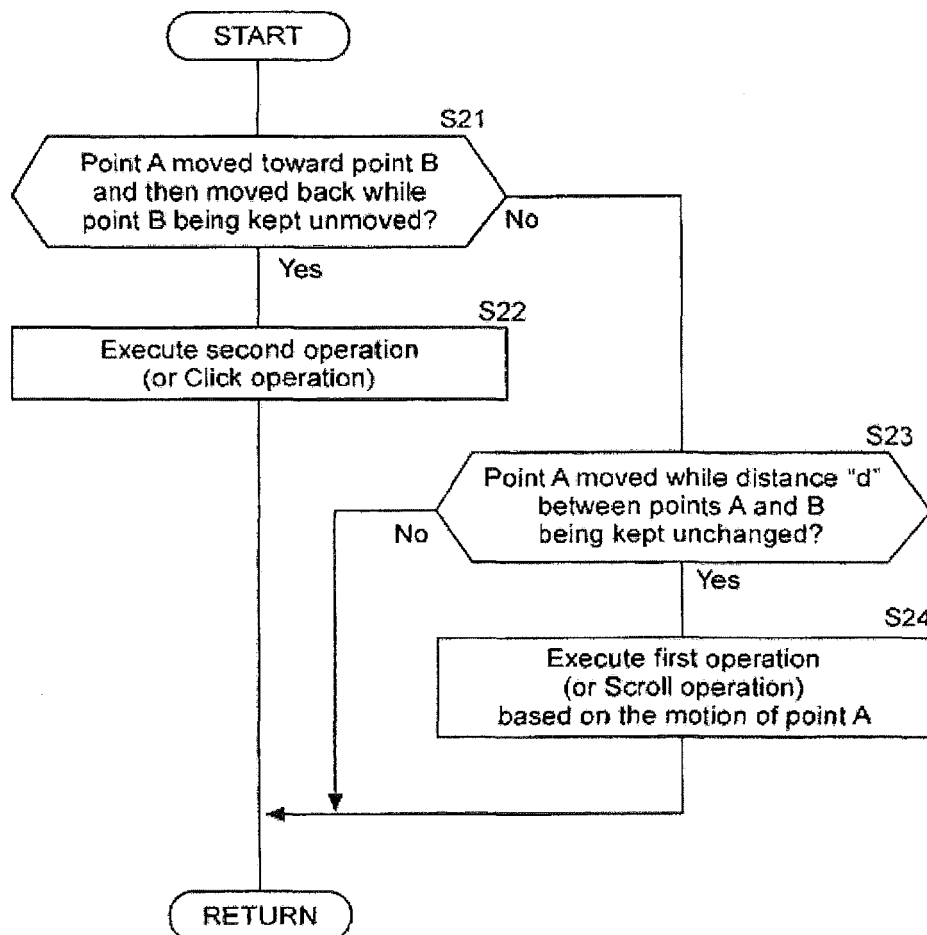 START
S21
Point A moved toward point B
and then moved back while
point B being kept unmoved?
No
Yes
S22
Execute second operation
(or Click operation)
S23
Point A moved while distance "d"
between points A and B
being kept unchanged?
No
Yes
S24
Execute first operation
(or Scroll operation)
based on the motion of point A
RETURN